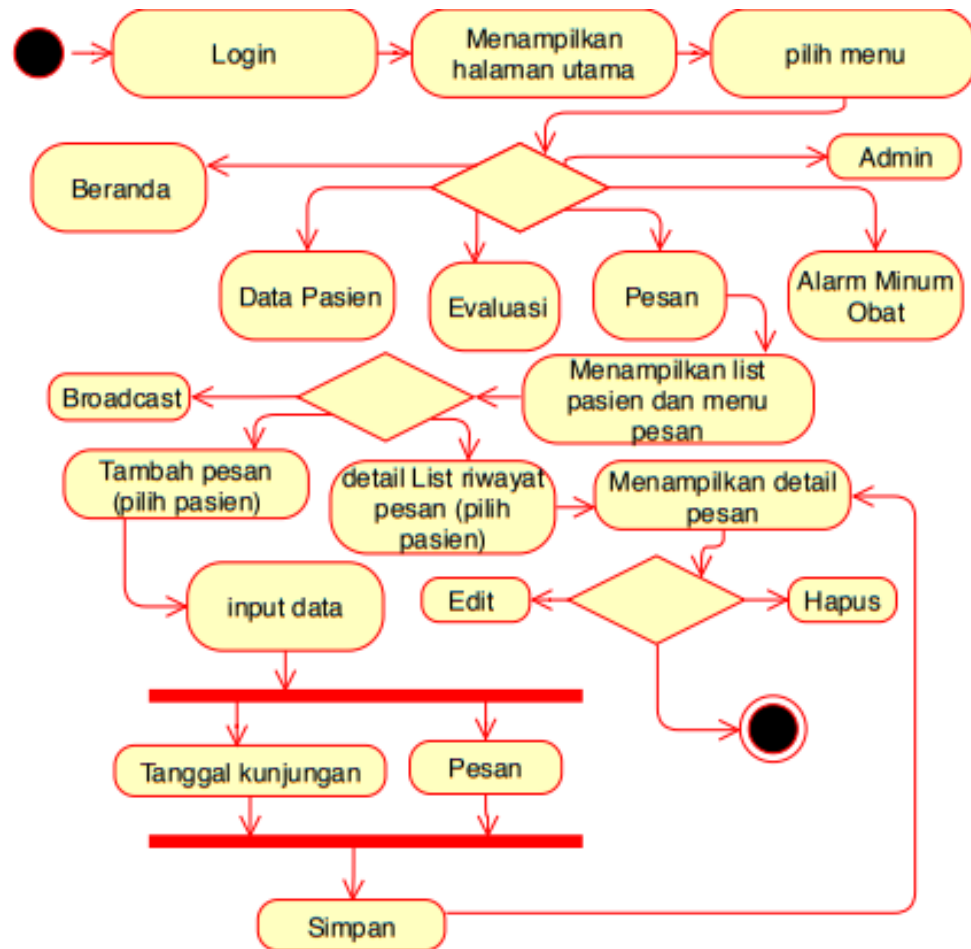 Login
Menampilkan
halaman utama
pilih menu
Beranda
Admin
Data Pasien
Evaluasi
Pesan
Alarm Minum
Obat
Broadcast
Menampilkan list
pasien dan menu
pesan
Tambah pesan
(pilih pasien)
detail List riwayat
pesan (pilih
pasien)
Menampilkan detail
pesan
input data
Edit
Hapus
Tanggal kunjungan
Pesan
Simpan